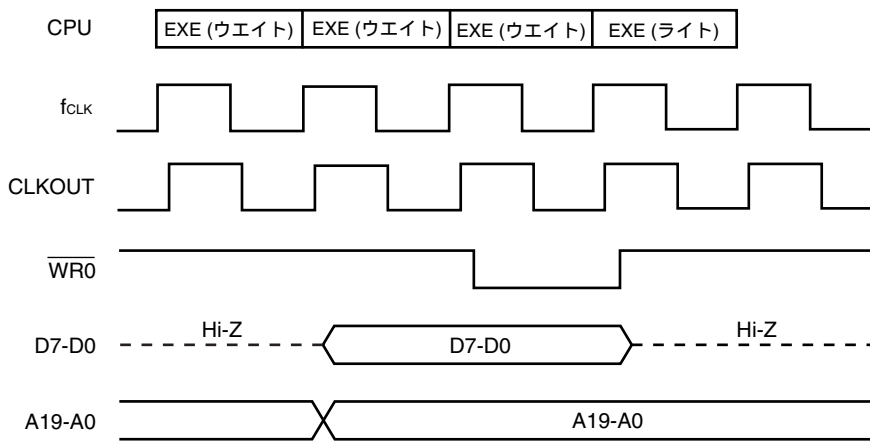 CPU EXE (ウエイト) EXE (ウエイト) EXE (ウエイト) EXE (ライト)
fCLK
CLKOUT
WR0
D7-D0 Hi-Z D7-D0 Hi-Z
A19-A0 A19-A0